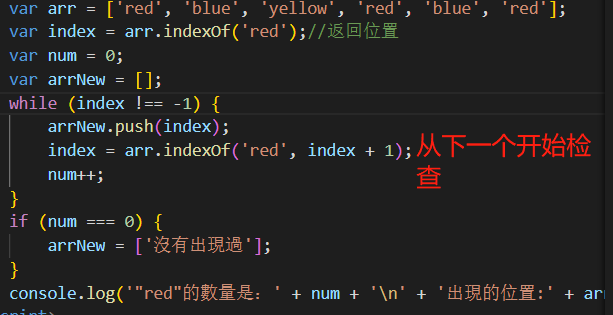 var arr = ['red', 'blue', 'yellow', 'red', 'blue', 'red'];
var index = arr.indexOf('red');//返回位置
var num = 0;
var arrNew = [];
while (index !== -1) {
arrNew.push(index);
index = arr.indexOf('red', index + 1);从下一个开始检
查
num++;
}
if (num === 0) {
arrNew = ['沒有出現過'];
}
console.log('"red"的數量是: ' + num + '\n' + '出現的位置:' + arr